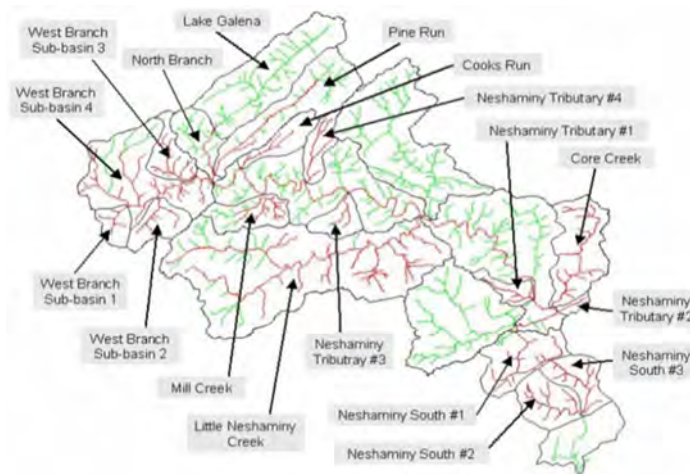 Lake Galena
West Branch
Sub-basin 3
Pine Run
North Branch
Cooks Run
West Branch
Sub-basin 4
Neshaminy Tributary #4
Neshaminy Tributary #1
Core Creek
West Branch
Sub-basin 1
West Branch
Sub-basin 2
Neshaminy
Tributray #3
Neshaminy
Tributary #2
Neshaminy
South #3
Mill Creek
Neshaminy South #1
Little Neshaminy
Creek
Neshaminy South #2